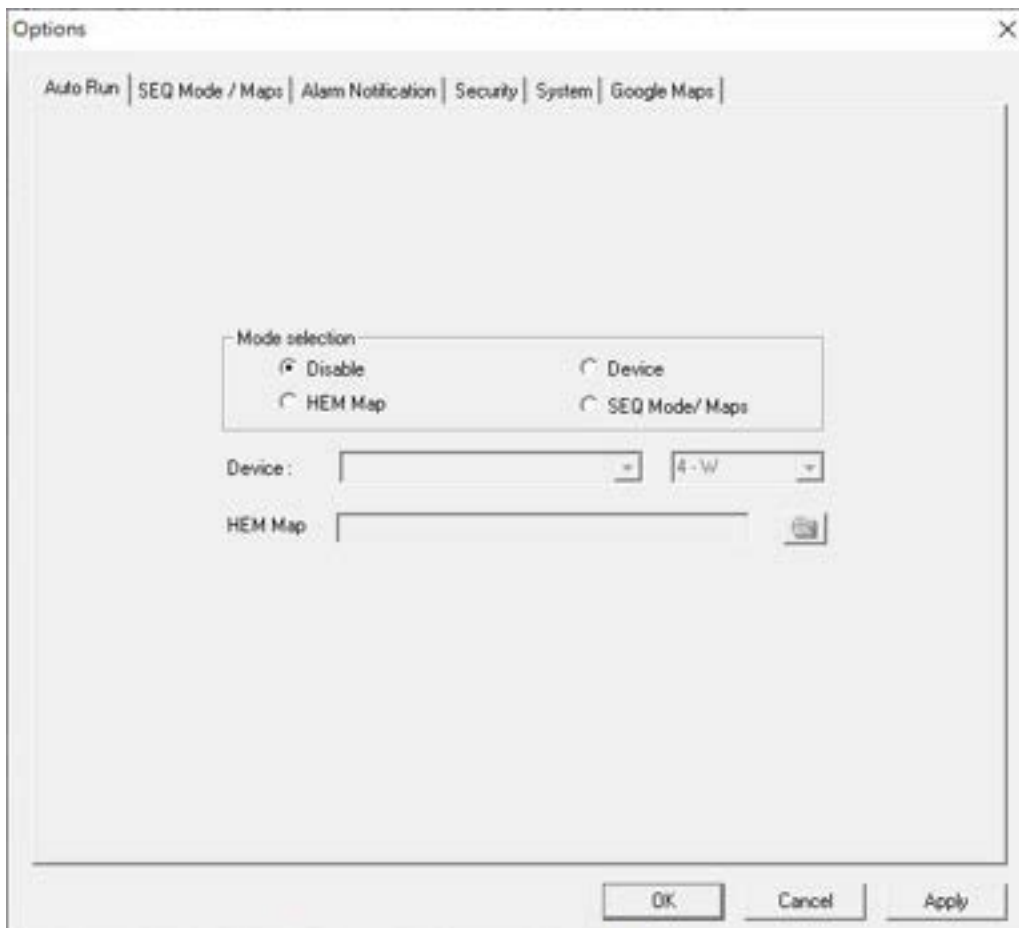 Options
Auto Run SEQ Mode / Maps Alarm Notification Security System Google Maps
Mode selection
Disable Device
HEM Map SEQ Mode/ Maps
Device : 4 - W
HEM Map
OK Cancel Apply